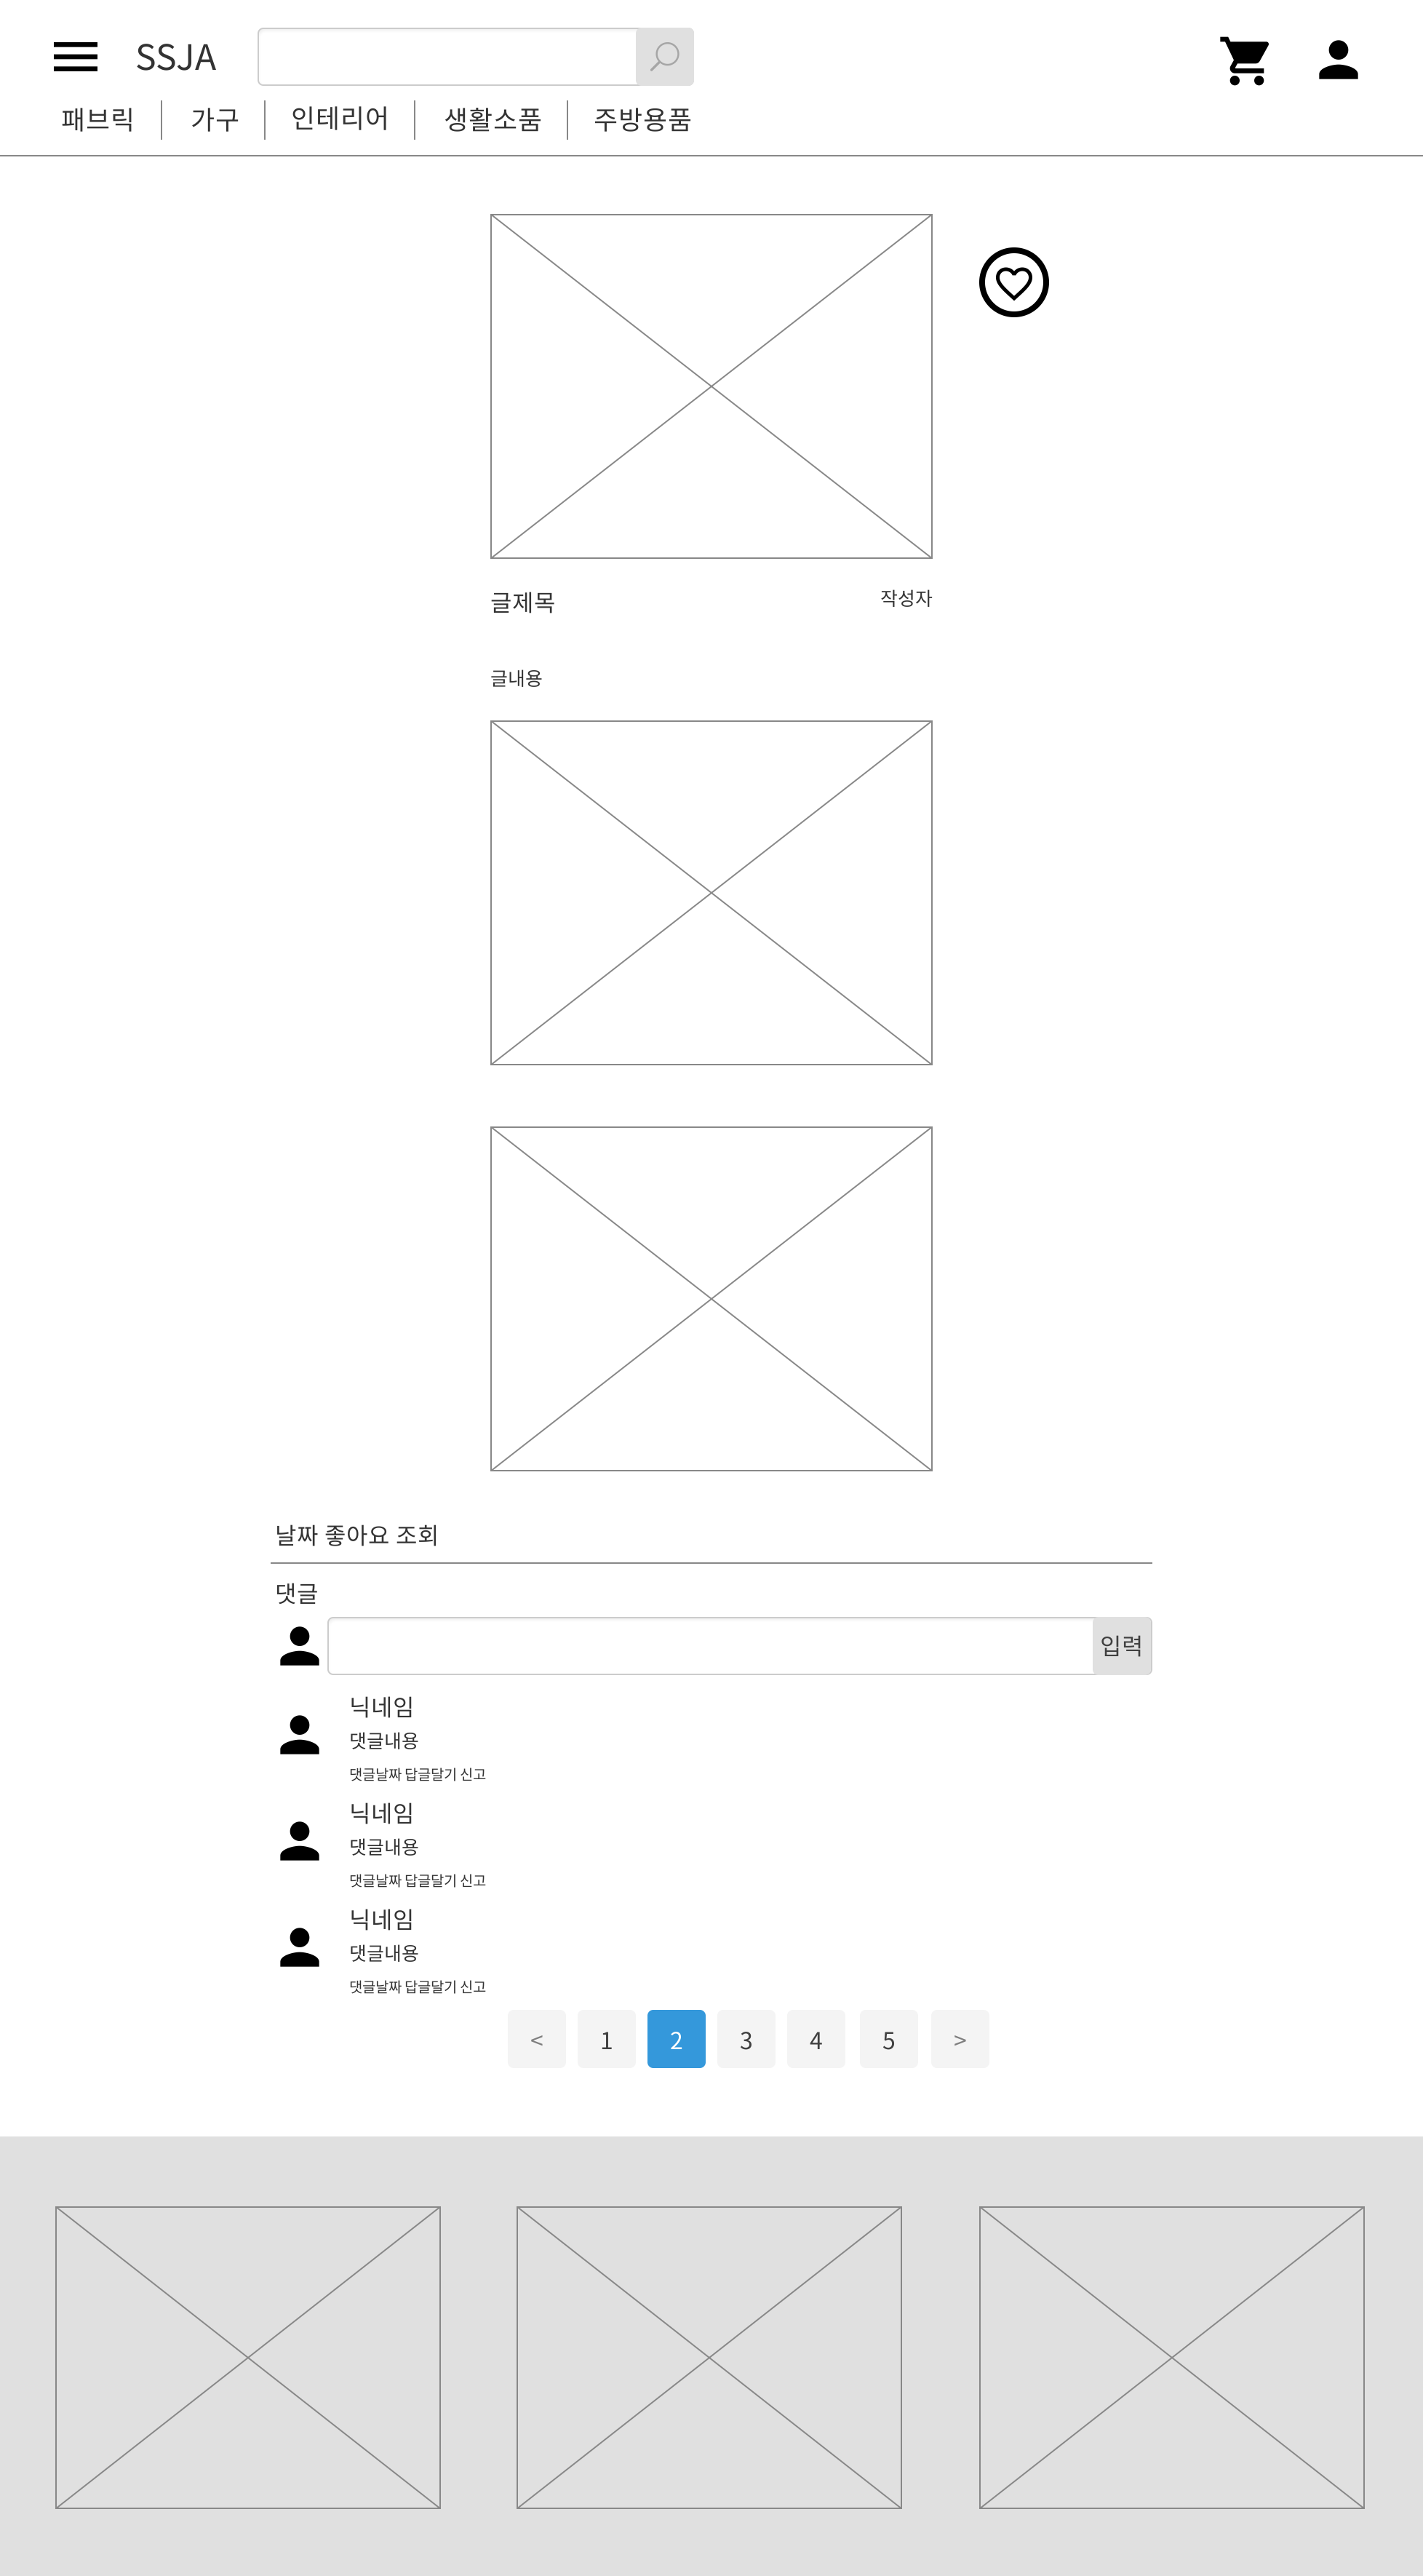 SSJA
패브릭 가구 인테리어 생활소품 주방용품
글제목 작성자
글내용
날짜 좋아요 조회
댓글
입력
닉네임
댓글내용
댓글날짜 답글달기 신고
닉네임
댓글내용
댓글날짜 답글달기 신고
닉네임
댓글내용
댓글날짜 답글달기 신고
< 1 2 3 4 5 >